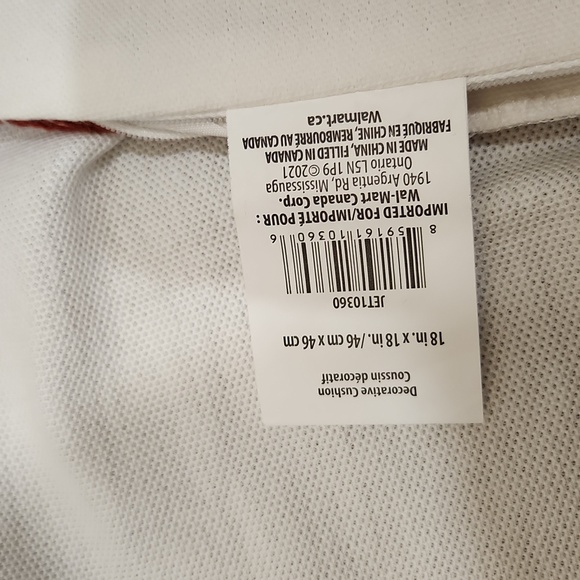 Decorative Cushion
Coussin décoratif
18 in. x 18 in. /46 cm x 46 cm
JET10360
8 59161 10360 6
IMPORTED FOR/IMPORTÉ POUR :
Wal-Mart Canada Corp.
1940 Argentia Rd, Mississauga
Ontario L5N 1P9 ©2021
MADE IN CHINA, FILLED IN CANADA
FABRIQUÉ EN CHINE, REMBOURRÉ AU CANADA
Walmart.ca